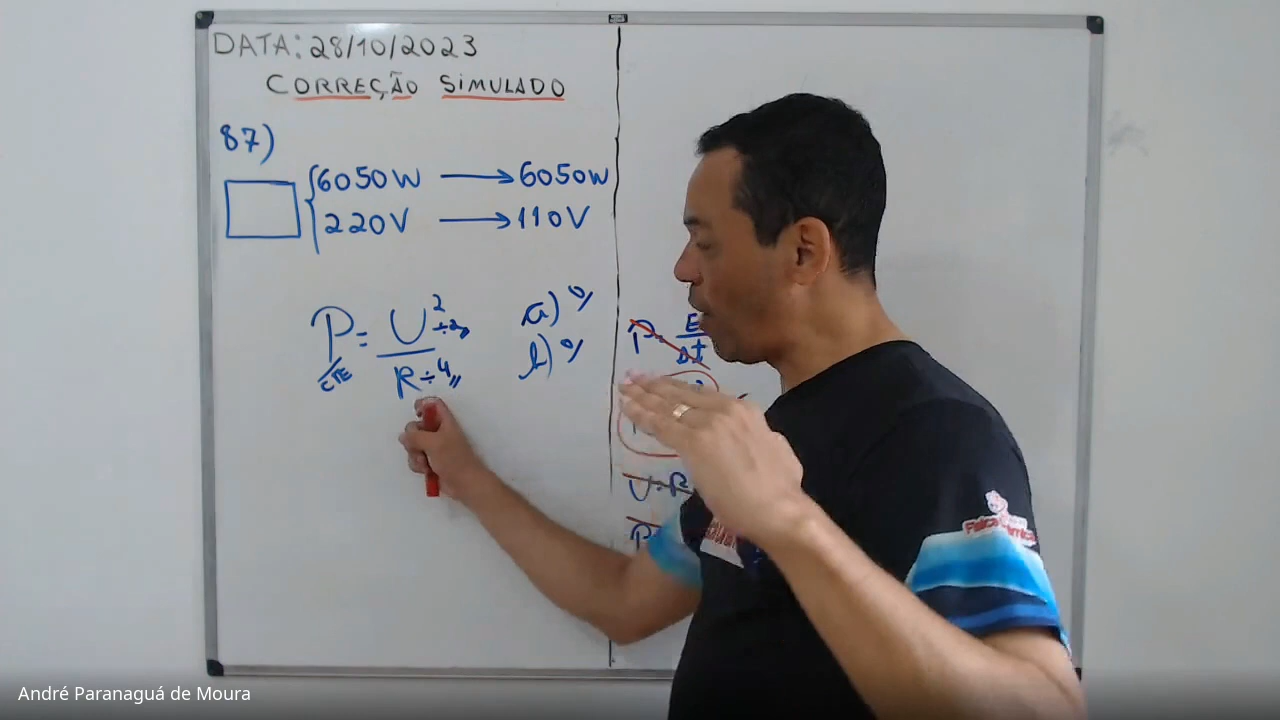 DATA: 28/10/2023
CORREÇÃO SIMULADO
87)
6050W → 6050W
220V → 110V
P = U² ÷2
CTE
R ÷4
a) %
b) %
P = E
Δt
U = R
P
André Paranaguá de Moura